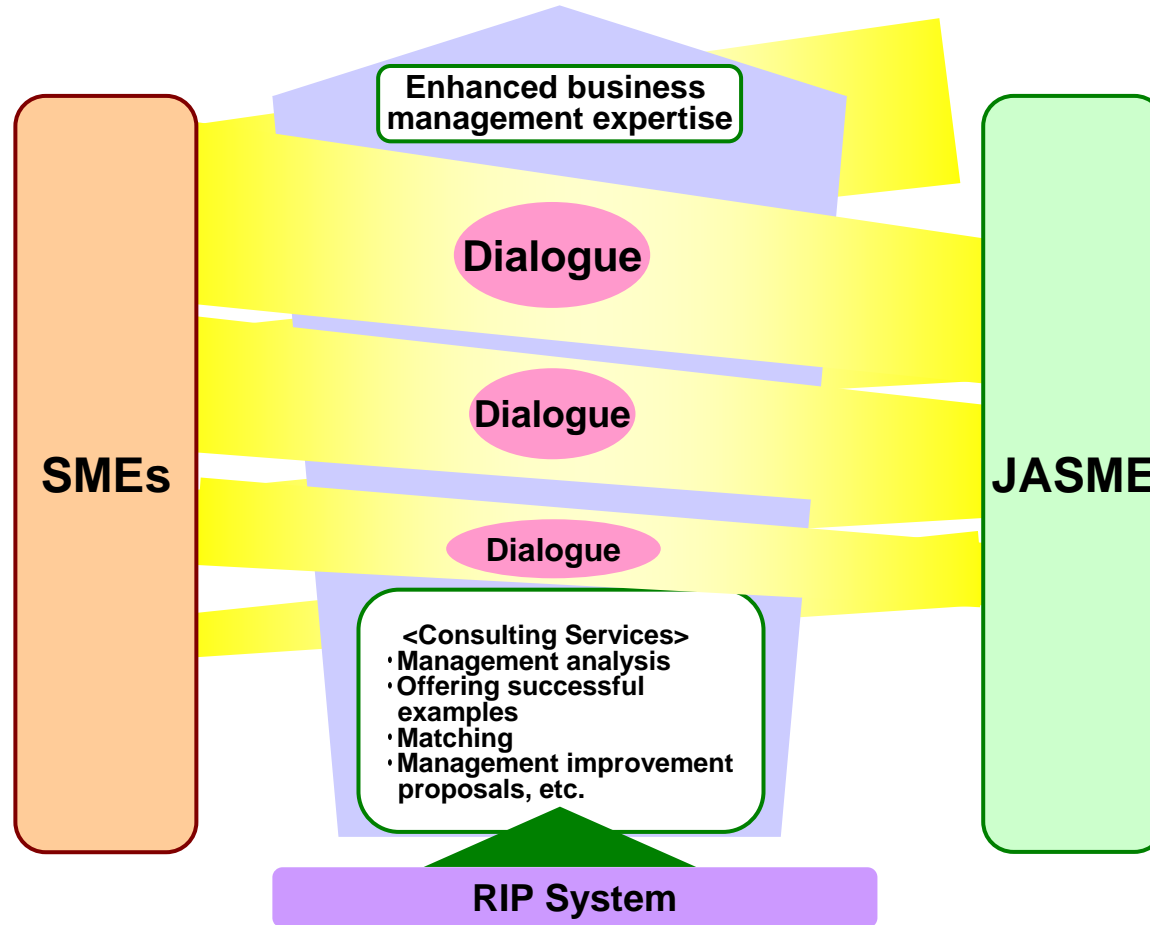 Enhanced business
management expertise
Dialogue
Dialogue
SMEs
JASME
Dialogue
<Consulting Services>
・Management analysis
・Offering successful
examples
・Matching
・Management improvement
proposals, etc.
RIP System